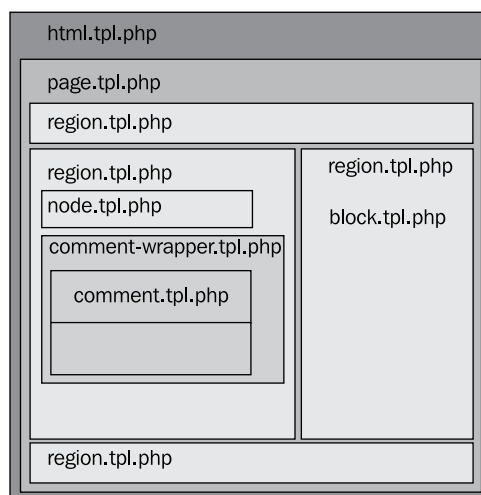 html.tpl.php
page.tpl.php
region.tpl.php
region.tpl.php
node.tpl.php
comment-wrapper.tpl.php
comment.tpl.php
region.tpl.php
block.tpl.php
region.tpl.php